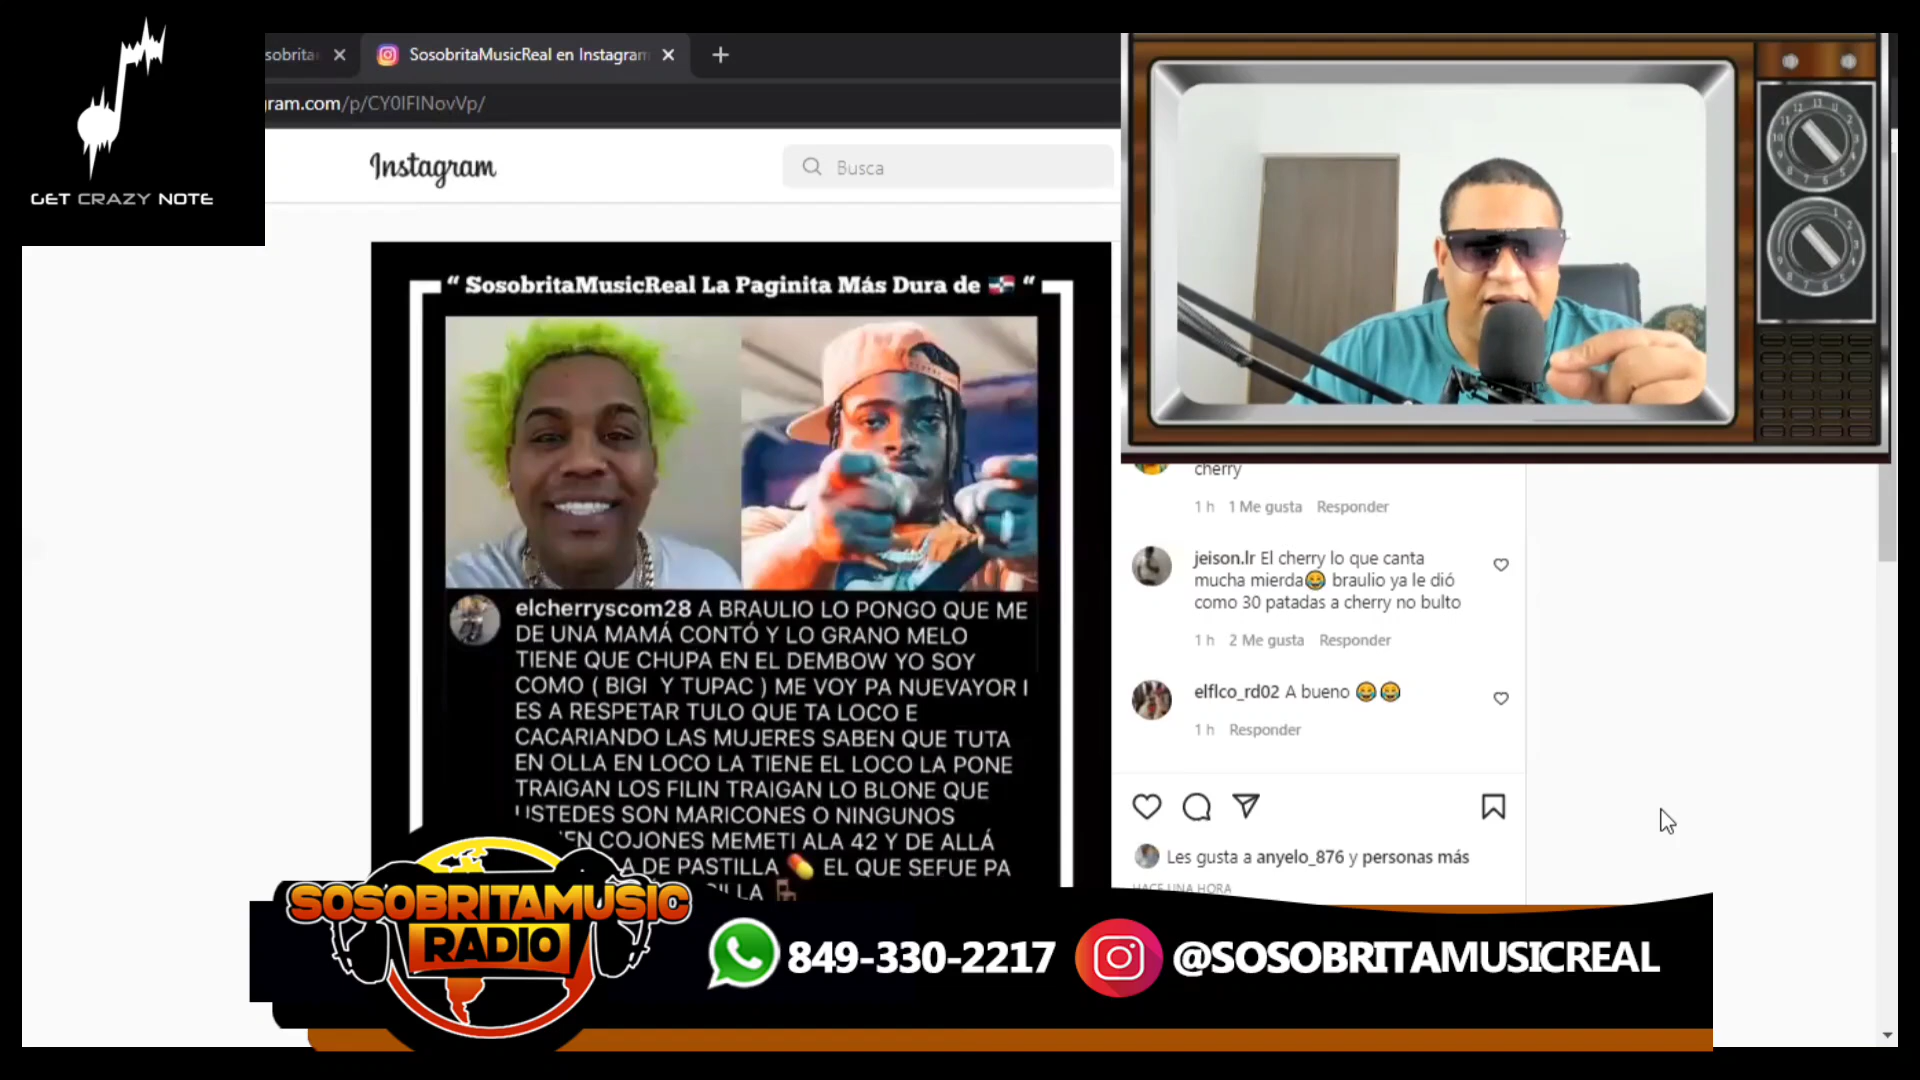 GET CRAZY NOTE
SosobritaMusicReal en Instagram
gram.com/p/CY0IFlNovVp/
Instagram
Busca
“ SosobritaMusicReal La Paginita Más Dura de 🇩🇴 “
elcherryscom28 A BRAULIO LO PONGO QUE ME
DE UNA MAMÁ CONTÓ Y LO GRANO MELO
TIENE QUE CHUPA EN EL DEMBOW YO SOY
COMO ( BIGI Y TUPAC ) ME VOY PA NUEVAYOR I
ES A RESPETAR TULO QUE TA LOCO E
CACARIANDO LAS MUJERES SABEN QUE TUTA
EN OLLA EN LOCO LA TIENE EL LOCO LA PONE
TRAIGAN LOS FILIN TRAIGAN LO BLONE QUE
USTEDES SON MARICONES O NINGUNOS
COJONES MEMETI ALA 42 Y DE ALLÁ
A DE PASTILLA 💊 EL QUE SEFUE PA
cherry
1 h 1 Me gusta Responder
jeison.lr El cherry lo que canta
mucha mierda😂 braulio ya le dió
como 30 patadas a cherry no bulto
1 h 2 Me gusta Responder
elflco_rd02 A bueno 😂😂
1 h Responder
Les gusta a anyelo_876 y personas más
HACE UNA HORA
SOSOBRITAMUSIC
RADIO
849-330-2217
@SOSOBRITAMUSICREAL